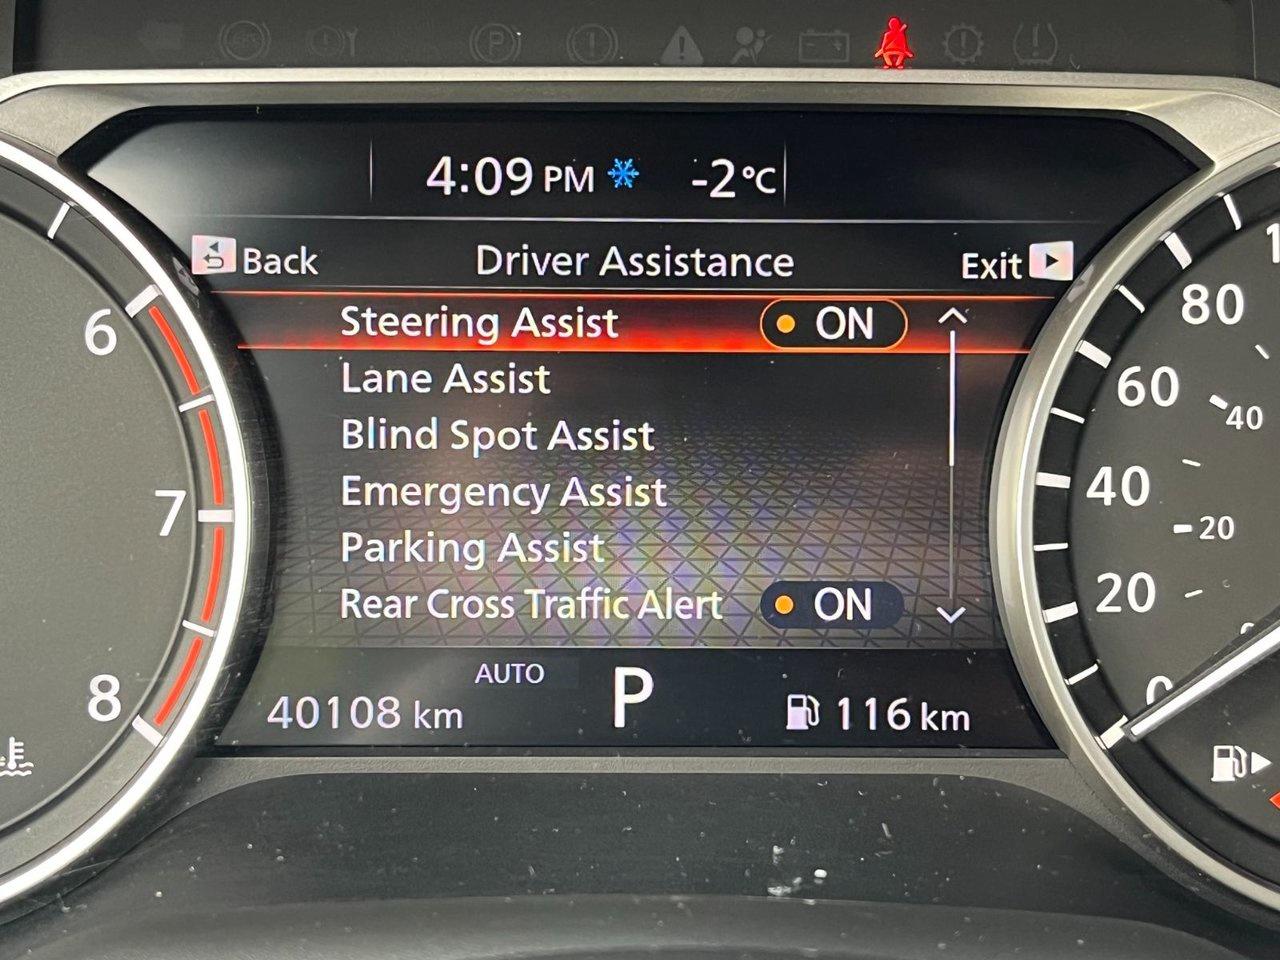 4:09 PM -2°C
Back Driver Assistance Exit
Steering Assist ON
Lane Assist
Blind Spot Assist
Emergency Assist
Parking Assist
Rear Cross Traffic Alert ON
AUTO
P
40108 km 116 km
6
7
8
80
60
40
20
0
40
20